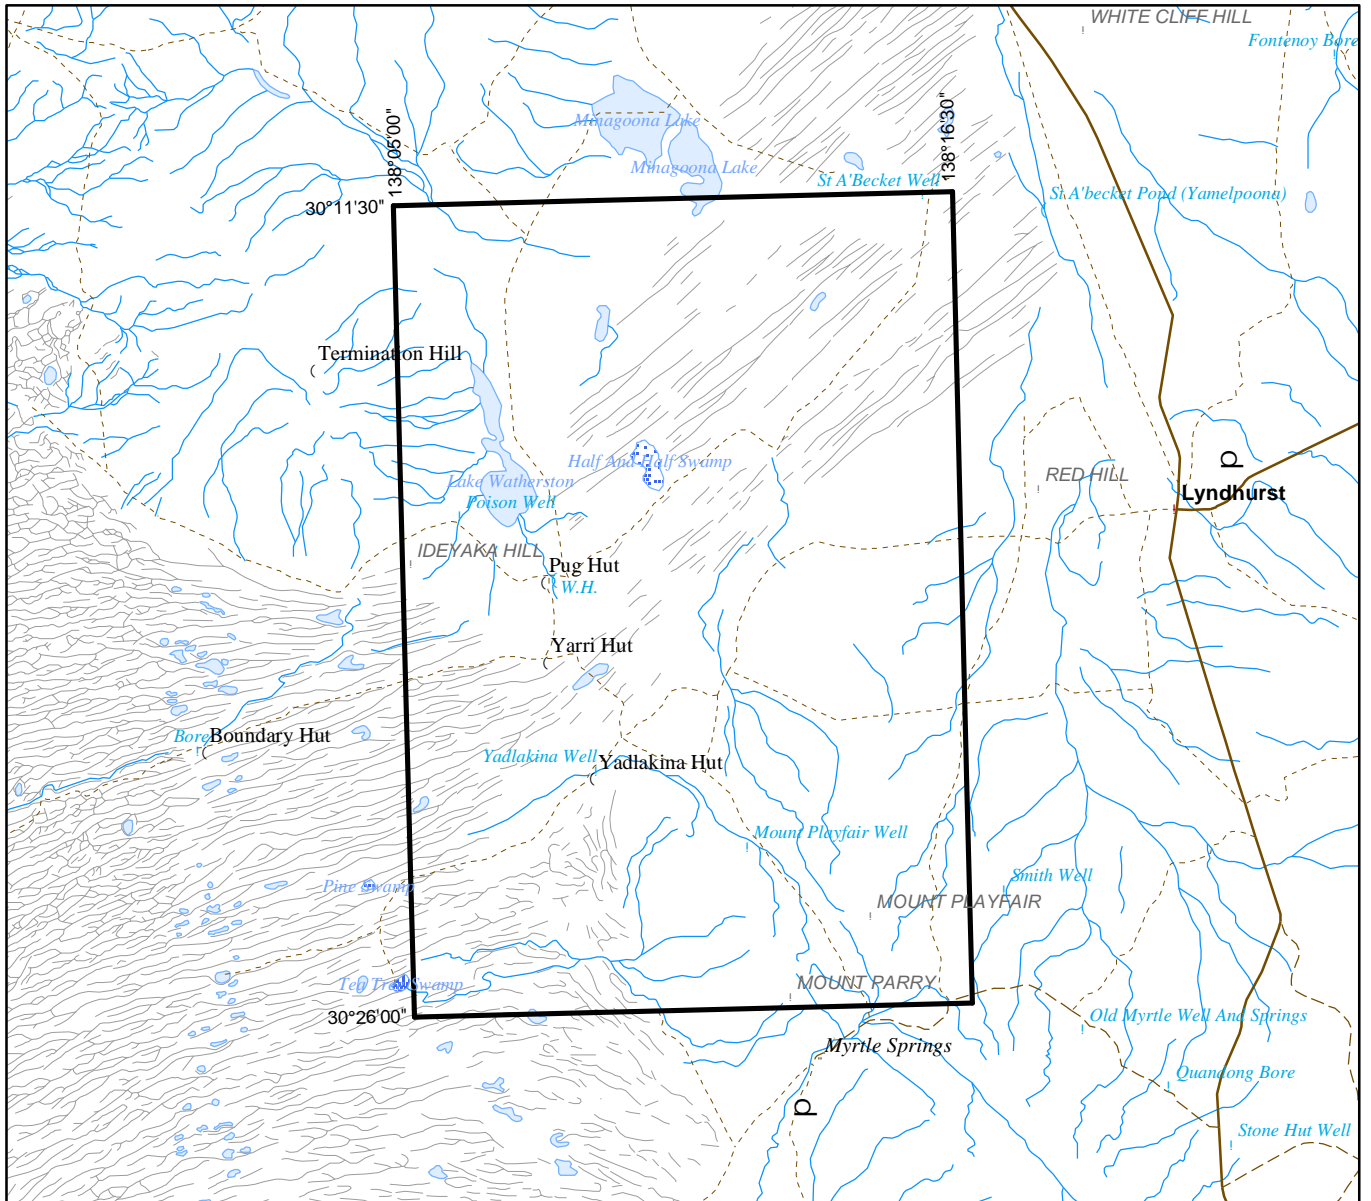 WHITE CLIFF HILL
Fontenoy Bore
Minagoona Lake
138°05'00"
138°16'30"
Minagoona Lake
St A'Becket Well
St A'becket Pond (Yamelpoona)
30°11'30"
Termination Hill
Half And Half Swamp
Lake Watherston
Poison Well
RED HILL
d
Lyndhurst
IDEYAKA HILL
Pug Hut
W.H.
Yarri Hut
Bore
Boundary Hut
Yadlakina Well
Yadlakina Hut
Mount Playfair Well
Smith Well
Pine Swamp
MOUNT PLAYFAIR
Tea Tree Swamp
MOUNT PARRY
30°26'00"
Old Myrtle Well And Springs
Myrtle Springs
Quandong Bore
d
Stone Hut Well